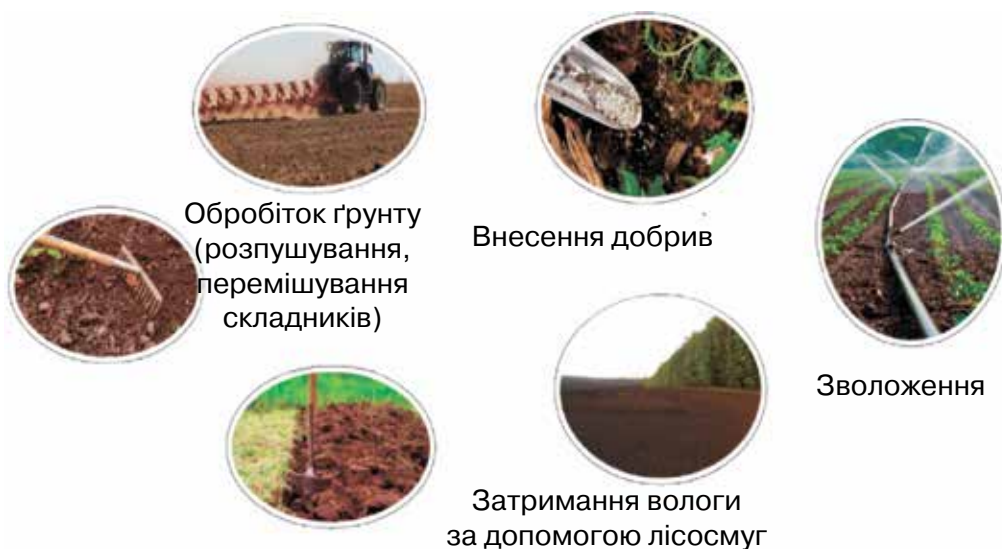 Обробіток ґрунту
(розпушування,
перемішування
складників)
Внесення добрив
Зволоження
Затримання вологи
за допомогою лісосмуг